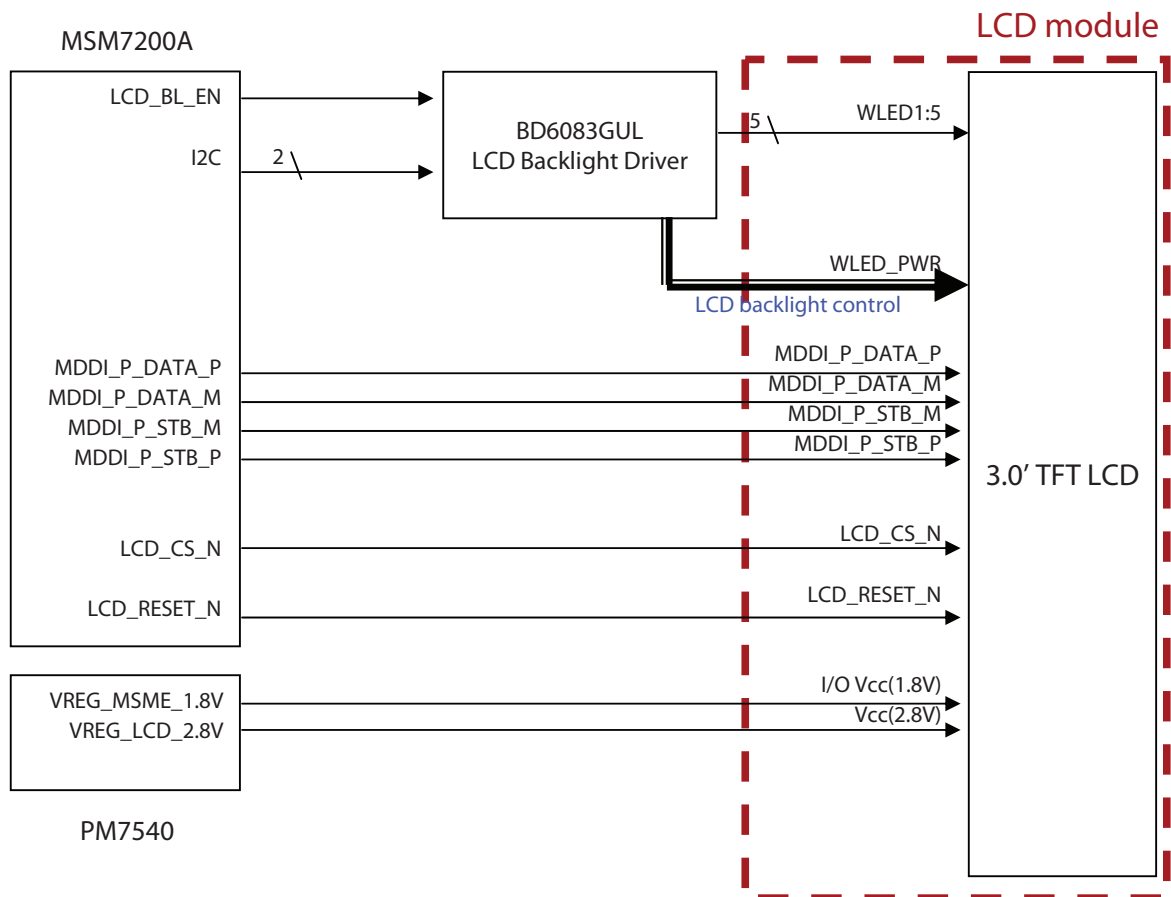 LCD module
MSM7200A
LCD_BL_EN
I2C
2
BD6083GUL
LCD Backlight Driver
5
WLED1:5
WLED_PWR
LCD backlight control
MDDI_P_DATA_P
MDDI_P_DATA_M
MDDI_P_STB_M
MDDI_P_STB_P
MDDI_P_DATA_P
MDDI_P_DATA_M
MDDI_P_STB_M
MDDI_P_STB_P
3.0' TFT LCD
LCD_CS_N
LCD_CS_N
LCD_RESET_N
LCD_RESET_N
VREG_MSME_1.8V
VREG_LCD_2.8V
I/O Vcc(1.8V)
Vcc(2.8V)
PM7540